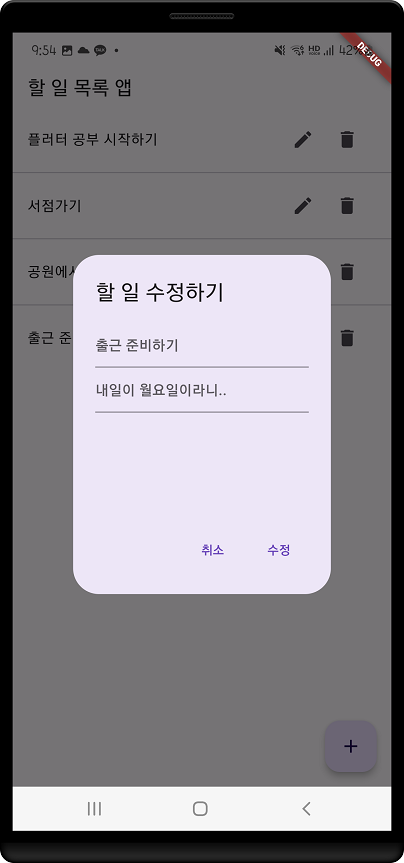 9:54
HD
42%
DEBUG
할 일 목록 앱
플러터 공부 시작하기
서점가기
공원에서
출근 준
할 일 수정하기
출근 준비하기
내일이 월요일이라니..
취소
수정